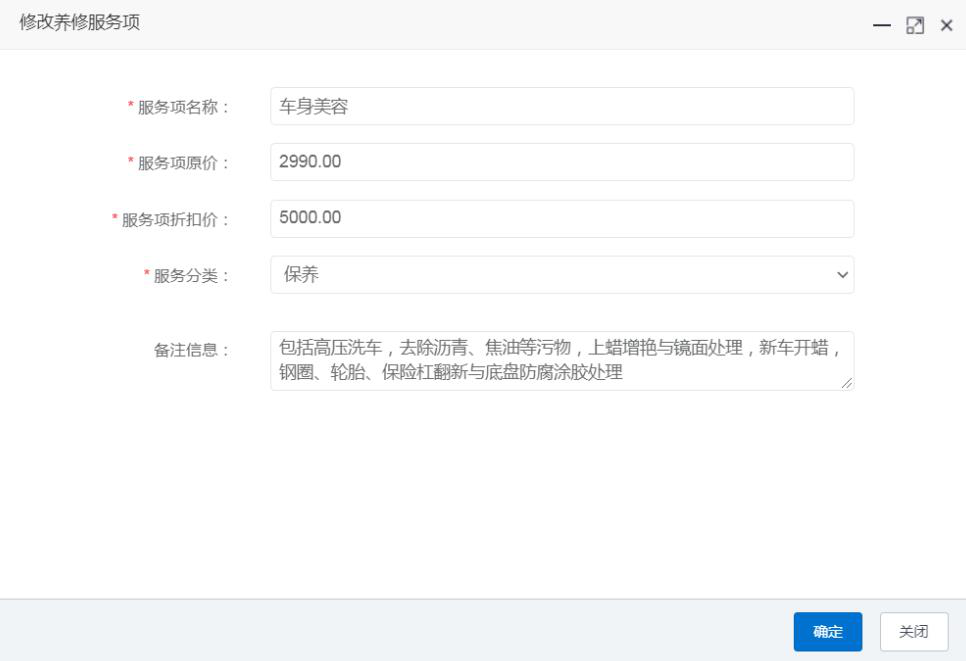 修改养修服务项
* 服务项名称：
车身美容
* 服务项原价：
2990.00
* 服务项折扣价：
5000.00
* 服务分类：
保养
备注信息：
包括高压洗车，去除沥青、焦油等污物，上蜡增艳与镜面处理，新车开蜡，
钢圈、轮胎、保险杠翻新与底盘防腐涂胶处理
确定
关闭